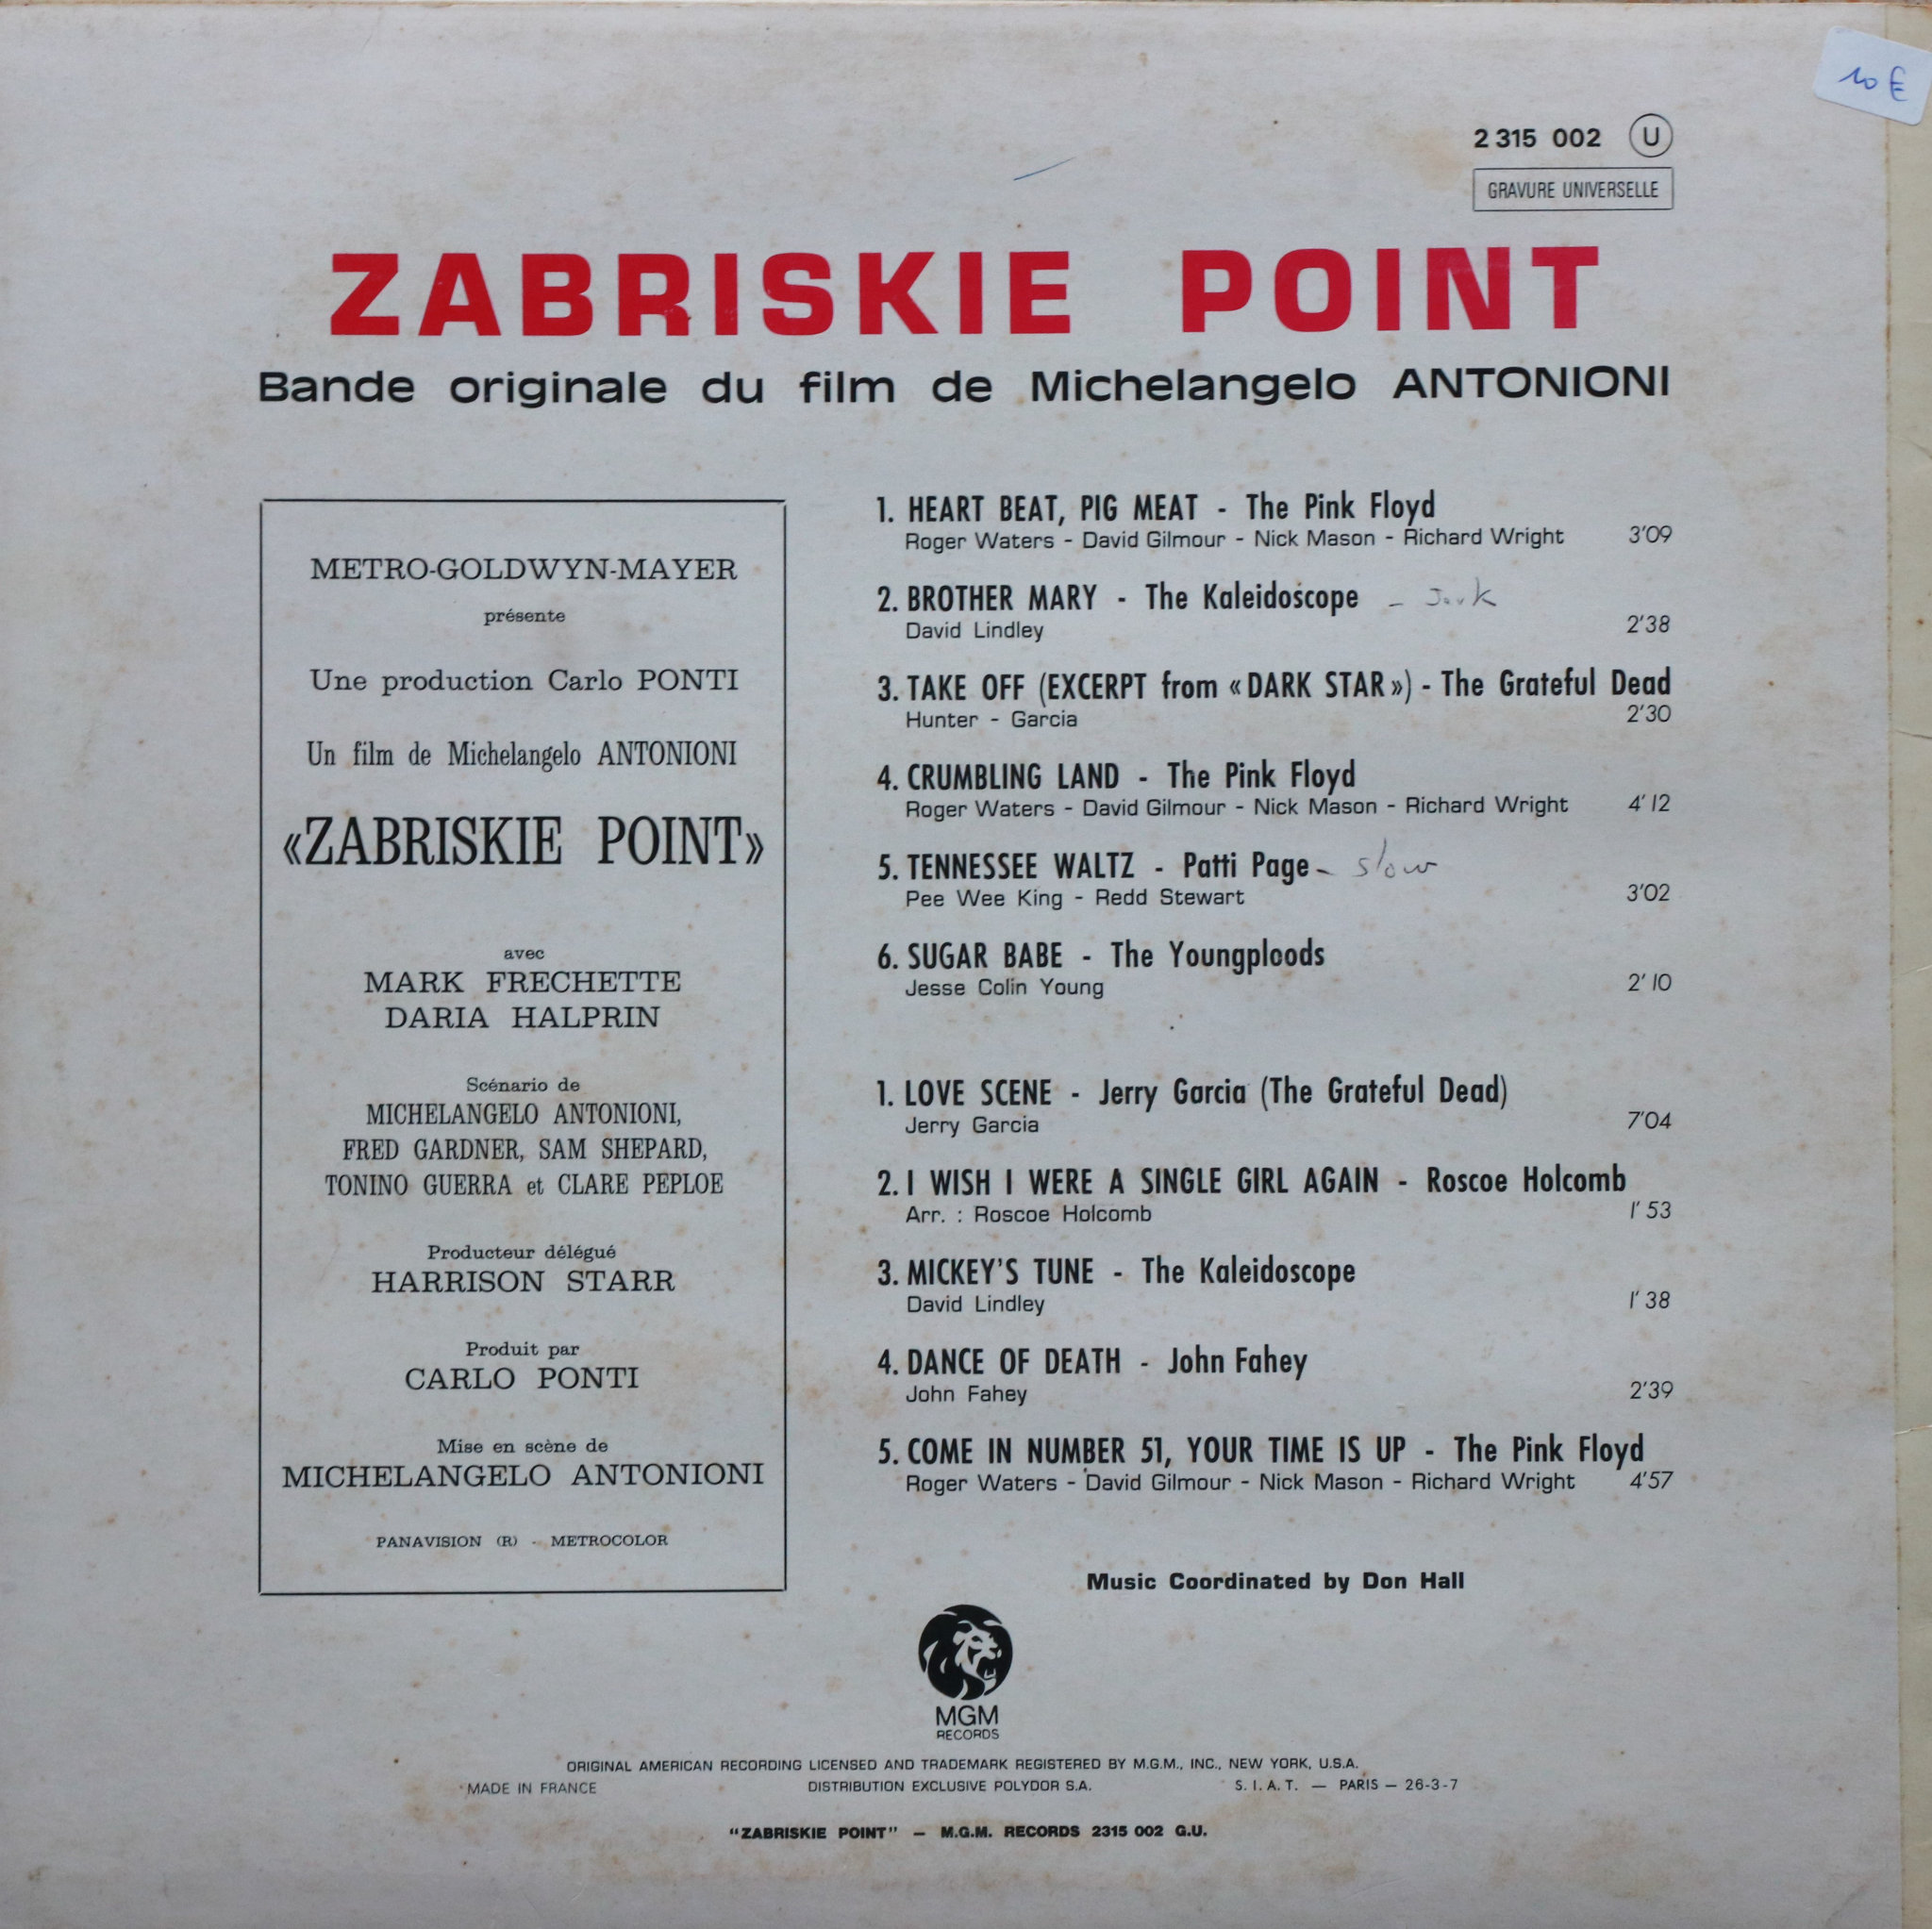 10 €
2 315 002 U
GRAVURE UNIVERSELLE
ZABRISKIE POINT
Bande originale du film de Michelangelo ANTONIONI
METRO-GOLDWYN-MAYER
présente
Une production Carlo PONTI
Un film de Michelangelo ANTONIONI
«ZABRISKIE POINT»
avec
MARK FRECHETTE
DARIA HALPRIN
Scénario de
MICHELANGELO ANTONIONI,
FRED GARDNER, SAM SHEPARD,
TONINO GUERRA et CLARE PEPLOE
Producteur délégué
HARRISON STARR
Produit par
CARLO PONTI
Mise en scène de
MICHELANGELO ANTONIONI
PANAVISION (R) - METROCOLOR
1. HEART BEAT, PIG MEAT - The Pink Floyd
Roger Waters - David Gilmour - Nick Mason - Richard Wright 3'09
2. BROTHER MARY - The Kaleidoscope -
David Lindley 2'38
3. TAKE OFF (EXCERPT from «DARK STAR») - The Grateful Dead
Hunter - Garcia 2'30
4. CRUMBLING LAND - The Pink Floyd
Roger Waters - David Gilmour - Nick Mason - Richard Wright 4'12
5. TENNESSEE WALTZ - Patti Page - slow
Pee Wee King - Redd Stewart 3'02
6. SUGAR BABE - The Youngploods
Jesse Colin Young 2'10
1. LOVE SCENE - Jerry Garcia (The Grateful Dead)
Jerry Garcia 7'04
2. I WISH I WERE A SINGLE GIRL AGAIN - Roscoe Holcomb
Arr. : Roscoe Holcomb 1'53
3. MICKEY'S TUNE - The Kaleidoscope
David Lindley 1'38
4. DANCE OF DEATH - John Fahey
John Fahey 2'39
5. COME IN NUMBER 51, YOUR TIME IS UP - The Pink Floyd
Roger Waters - David Gilmour - Nick Mason - Richard Wright 4'57
Music Coordinated by Don Hall
MGM
RECORDS
ORIGINAL AMERICAN RECORDING LICENSED AND TRADEMARK REGISTERED BY M.G.M., INC., NEW YORK, U.S.A.
MADE IN FRANCE DISTRIBUTION EXCLUSIVE POLYDOR S.A. S.I.A.T. — PARIS — 26-3-7
"ZABRISKIE POINT" — M.G.M. RECORDS 2315 002 G.U.